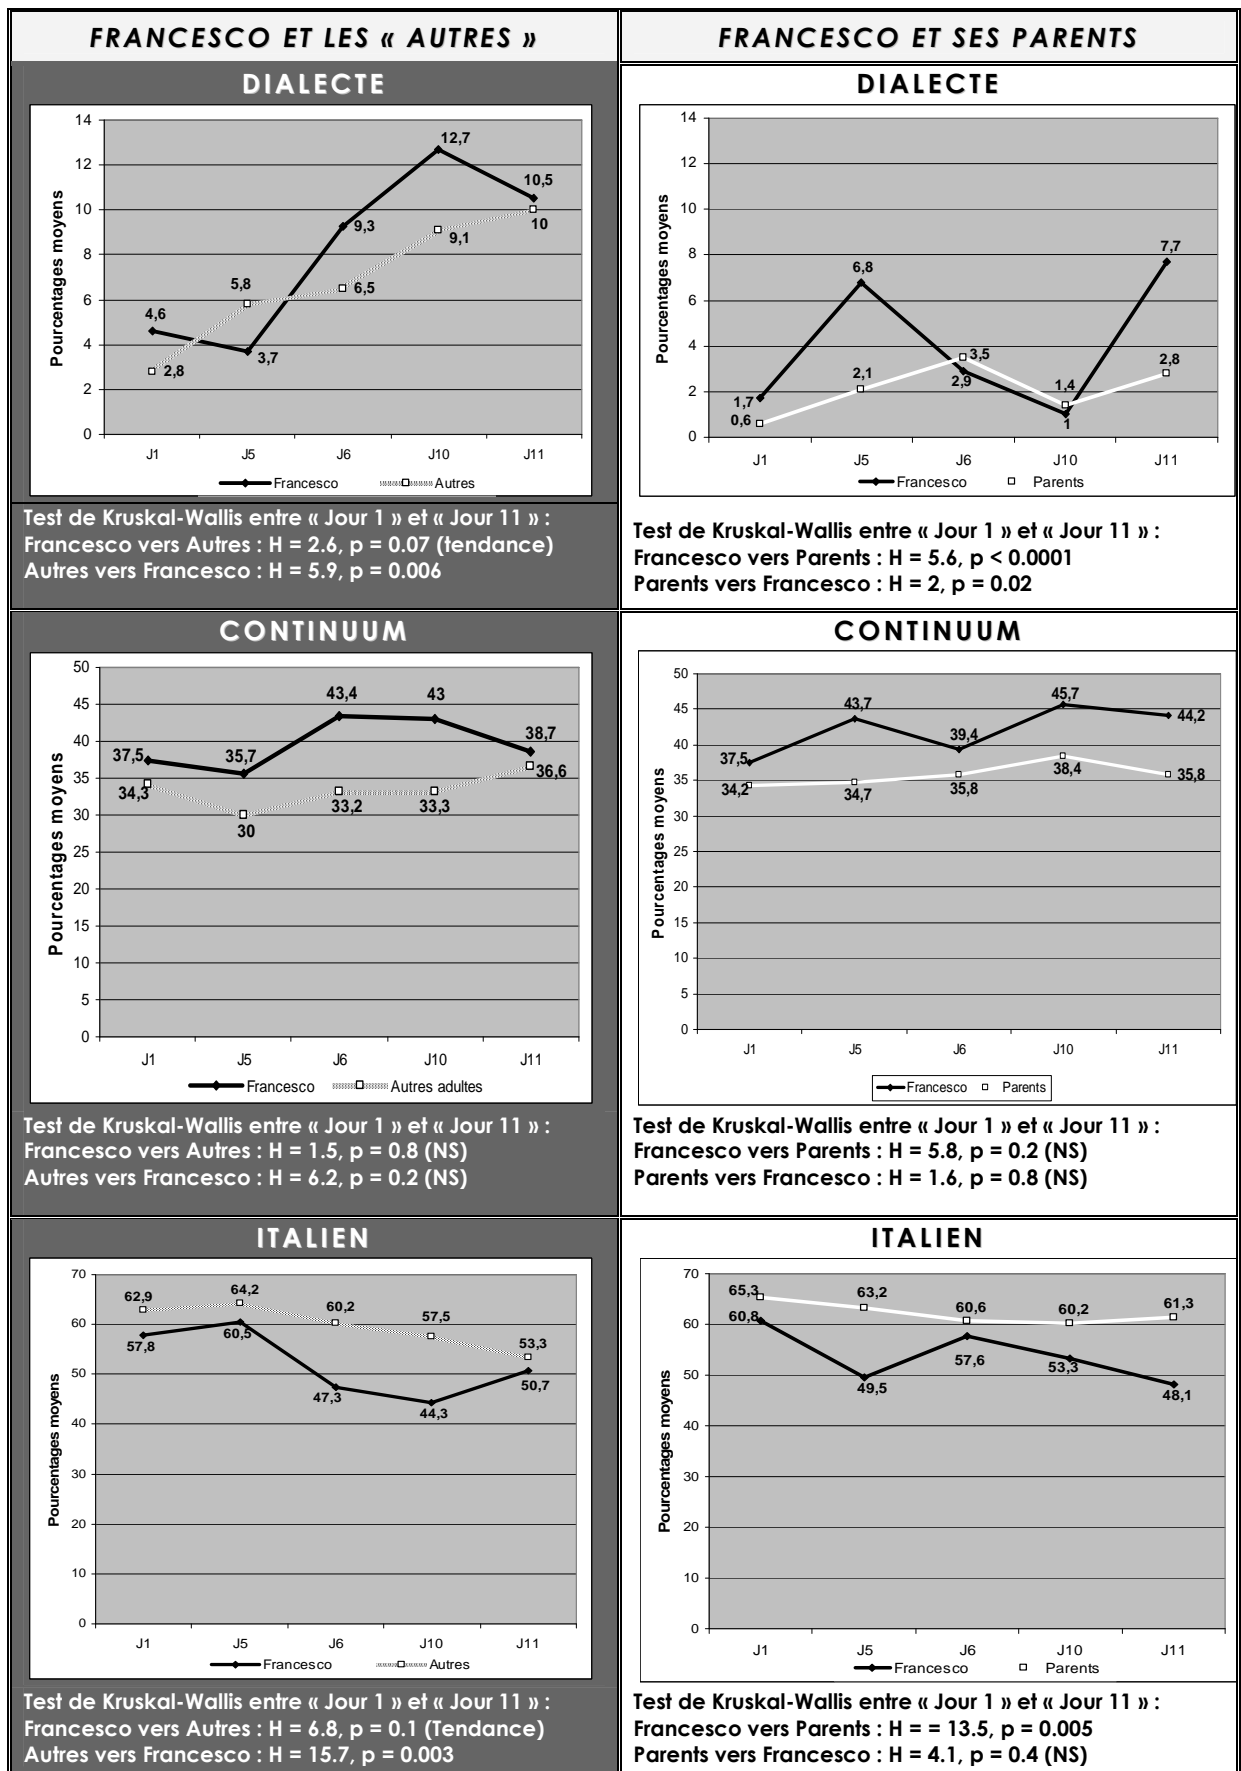 FRANCESCO ET LES « AUTRES »
DIALECTE
Pourcentages moyens
14
12
10
8
6
4
2
0
4,6
3,7
9,3
12,7
10,5
2,8
5,8
6,5
9,1
10
J1 J5 J6 J10 J11
Francesco Autres
Test de Kruskal-Wallis entre « Jour 1 » et « Jour 11 » :
Francesco vers Autres : H = 2.6, p = 0.07 (tendance)
Autres vers Francesco : H = 5.9, p = 0.006
FRANCESCO ET SES PARENTS
DIALECTE
Pourcentages moyens
14
12
10
8
6
4
2
0
1,7
6,8
2,9
1
7,7
0,6
2,1
3,5
1,4
2,8
J1 J5 J6 J10 J11
Francesco Parents
Test de Kruskal-Wallis entre « Jour 1 » et « Jour 11 » :
Francesco vers Parents : H = 5.6, p < 0.0001
Parents vers Francesco : H = 2, p = 0.02
CONTINUUM
Pourcentages moyens
50
45
40
35
30
25
20
15
10
5
0
37,5
35,7
43,4
43
38,7
34,3
30
33,2
33,3
36,6
J1 J5 J6 J10 J11
Francesco Autres adultes
Test de Kruskal-Wallis entre « Jour 1 » et « Jour 11 » :
Francesco vers Autres : H = 1.5, p = 0.8 (NS)
Autres vers Francesco : H = 6.2, p = 0.2 (NS)
CONTINUUM
Pourcentages moyens
50
45
40
35
30
25
20
15
10
5
0
37,5
43,7
39,4
45,7
44,2
34,2
34,7
35,8
38,4
35,8
J1 J5 J6 J10 J11
Francesco Parents
Test de Kruskal-Wallis entre « Jour 1 » et « Jour 11 » :
Francesco vers Parents : H = 5.8, p = 0.2 (NS)
Parents vers Francesco : H = 1.6, p = 0.8 (NS)
ITALIEN
Pourcentages moyens
70
60
50
40
30
20
10
0
62,9
64,2
60,2
57,5
53,3
57,8
60,5
47,3
44,3
50,7
J1 J5 J6 J10 J11
Francesco Autres
Test de Kruskal-Wallis entre « Jour 1 » et « Jour 11 » :
Francesco vers Autres : H = 6.8, p = 0.1 (Tendance)
Autres vers Francesco : H = 15.7, p = 0.003
ITALIEN
Pourcentages moyens
70
60
50
40
30
20
10
0
65,3
63,2
60,6
60,2
61,3
60,8
49,5
57,6
53,3
48,1
J1 J5 J6 J10 J11
Francesco Parents
Test de Kruskal-Wallis entre « Jour 1 » et « Jour 11 » :
Francesco vers Parents : H = = 13.5, p = 0.005
Parents vers Francesco : H = 4.1, p = 0.4 (NS)